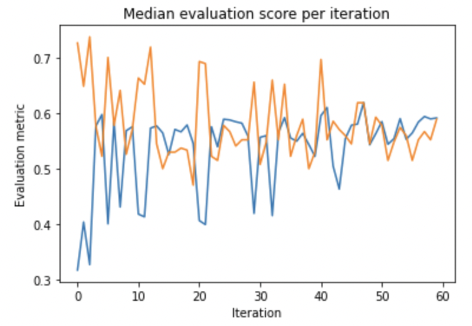 Median evaluation score per iteration
Evaluation metric
0.7
0.6
0.5
0.4
0.3
0 10 20 30 40 50 60
Iteration